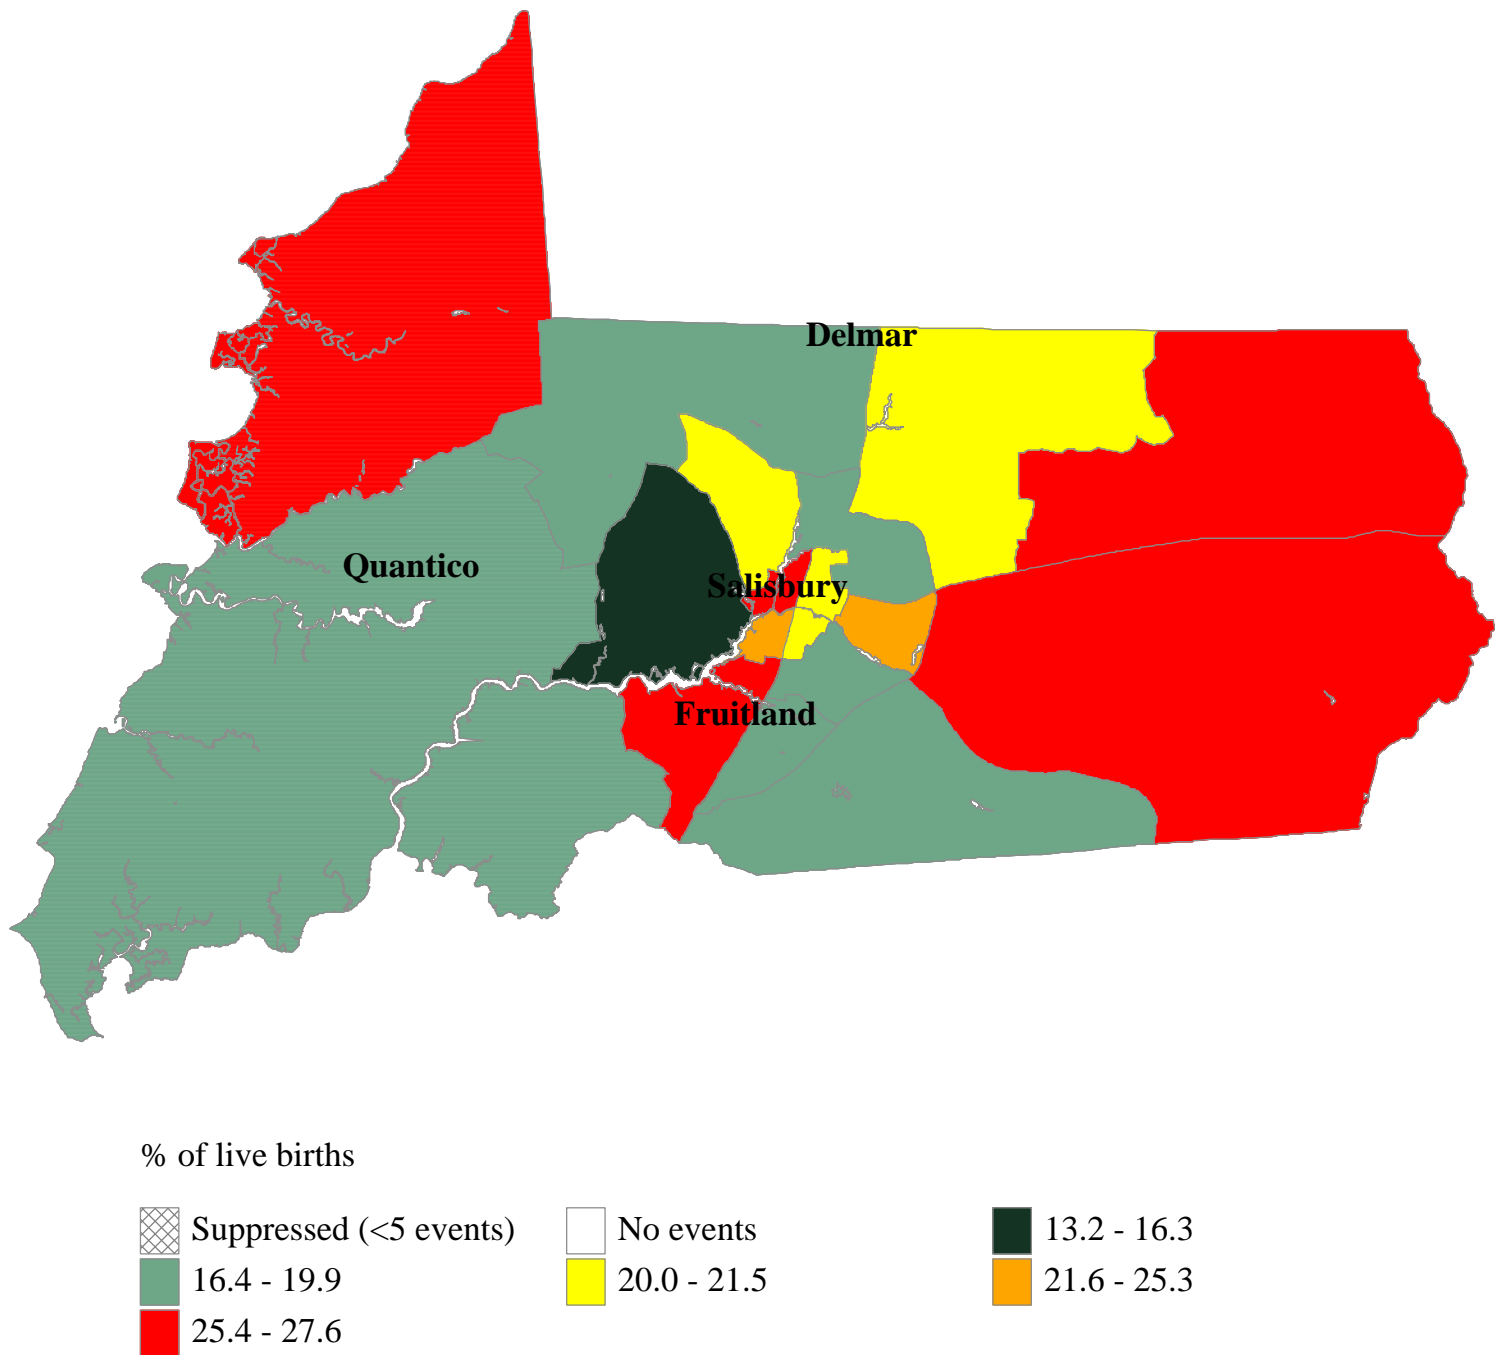 Delmar
Quantico
Salisbury
Fruitland
% of live births
Suppressed (<5 events)
No events
13.2 - 16.3
16.4 - 19.9
20.0 - 21.5
21.6 - 25.3
25.4 - 27.6